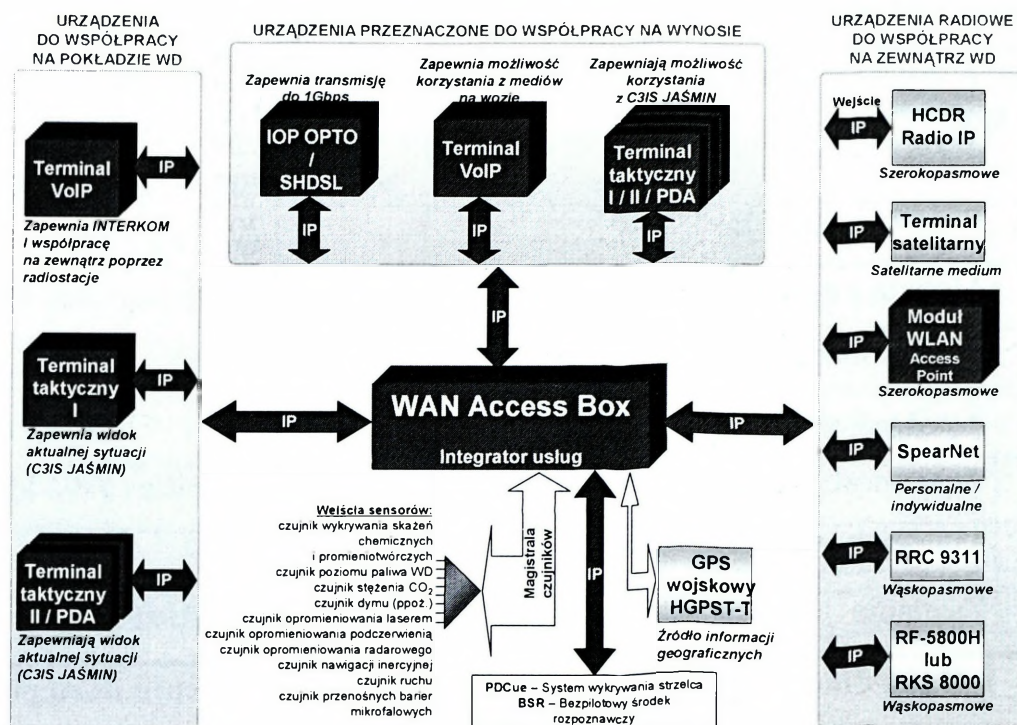 URZĄDZENIA
DO WSPÓŁPRACY
NA POKŁADZIE WD
Terminal
VoIP
IP
Zapewnia INTERKOM
I współpracę
na zewnątrz poprzez
radiostacje
Terminal
taktyczny
I
IP
Zapewnia widok
aktualnej sytuacji
(C3IS JAŚMIN)
Terminal
taktyczny
II / PDA
IP
Zapewniają widok
aktualnej sytuacji
(C3IS JAŚMIN)
URZĄDZENIA PRZEZNACZONE DO WSPÓŁPRACY NA WYNOSIE
Zapewnia transmisję
do 1Gbps
IOP OPTO
/
SHDSL
IP
Zapewnia możliwość
korzystania z mediów
na wozie
Terminal
VoIP
IP
Zapewniają możliwość
korzystania
z C3IS JAŚMIN
Terminal
taktyczny
I / II / PDA
IP
IP
IP
WAN Access Box
Integrator usług
IP
Wejścia sensorów:
czujnik wykrywania skażeń
chemicznych
i promieniotwórczych
czujnik poziomu paliwa WD
czujnik stężenia CO2
czujnik dymu (ppoż.)
czujnik opromieniowania laserem
czujnik opromieniowania podczerwienią
czujnik opromieniowania radarowego
czujnik nawigacji inercyjnej
czujnik ruchu
czujnik przenośnych barier
mikrofalowych
Magistrala
czujników
IP
GPS
wojskowy
HGPST-T
Źródło informacji
geograficznych
PDCue – System wykrywania strzelca
BSR – Bezpilotowy środek
rozpoznawczy
URZĄDZENIA RADIOWE
DO WSPÓŁPRACY
NA ZEWNĄTRZ WD
Wejście
IP
HCDR
Radio IP
Szerokopasmowe
IP
Terminal
satelitarny
Satelitarne medium
IP
Moduł
WLAN
Access
Point
Szerokopasmowe
IP
SpearNet
Personalne /
indywidualne
IP
RRC 9311
Wąskopasmowe
IP
RF-5800H
lub
RKS 8000
Wąskopasmowe